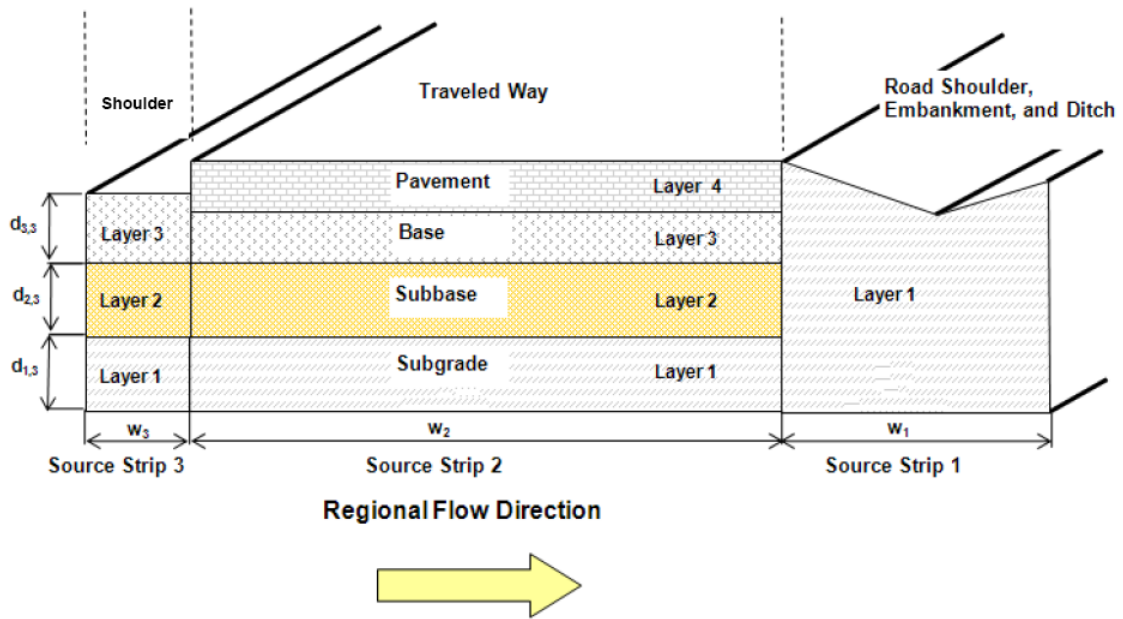 Shoulder
Traveled Way
Road Shoulder,
Embankment, and Ditch
Pavement
Layer 4
d3,3
Layer 3
Base
Layer 3
d2,3
Layer 2
Subbase
Layer 2
Layer 1
d1,3
Layer 1
Subgrade
Layer 1
w3
w2
w1
Source Strip 3
Source Strip 2
Source Strip 1
Regional Flow Direction